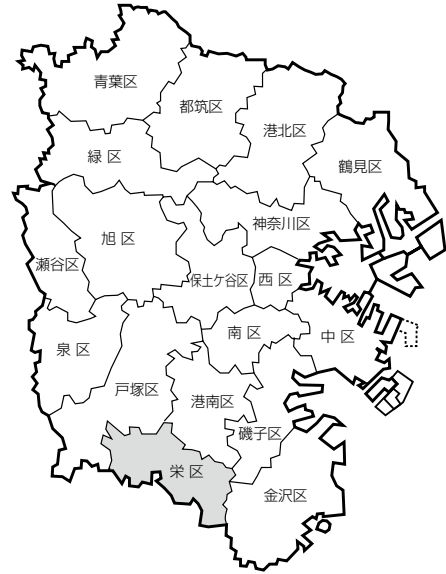 青葉区
都筑区
港北区
緑 区
鶴見区
神奈川区
旭 区
瀬谷区
保土ケ谷区
西 区
南 区
中 区
泉 区
戸塚区
港南区
磯子区
栄 区
金沢区